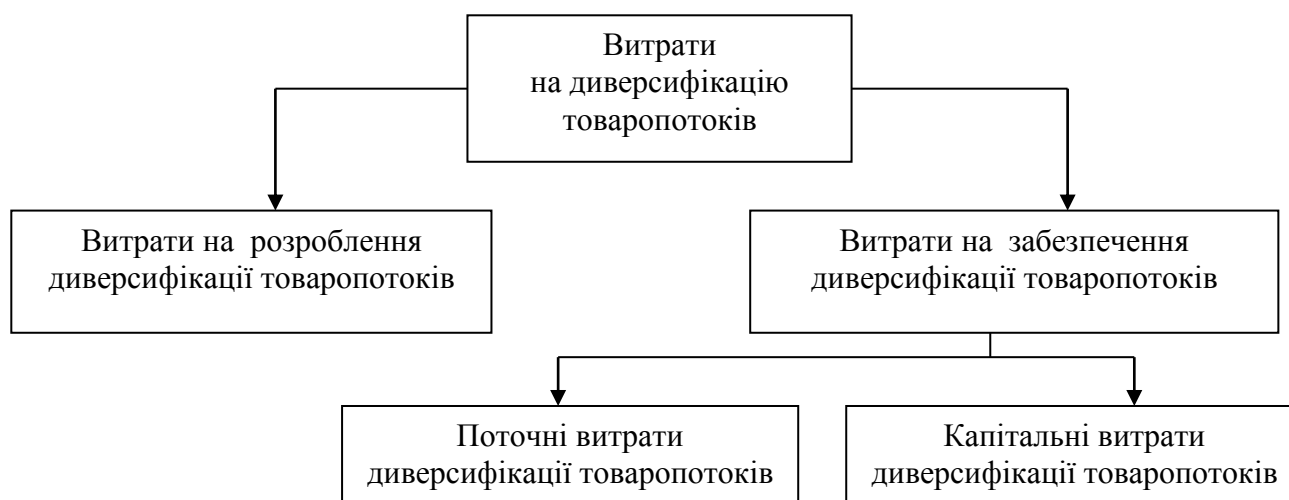 Витрати
на диверсифікацію
товаропотоків
Витрати на розроблення
диверсифікації товаропотоків
Витрати на забезпечення
диверсифікації товаропотоків
Поточні витрати
диверсифікації товаропотоків
Капітальні витрати
диверсифікації товаропотоків